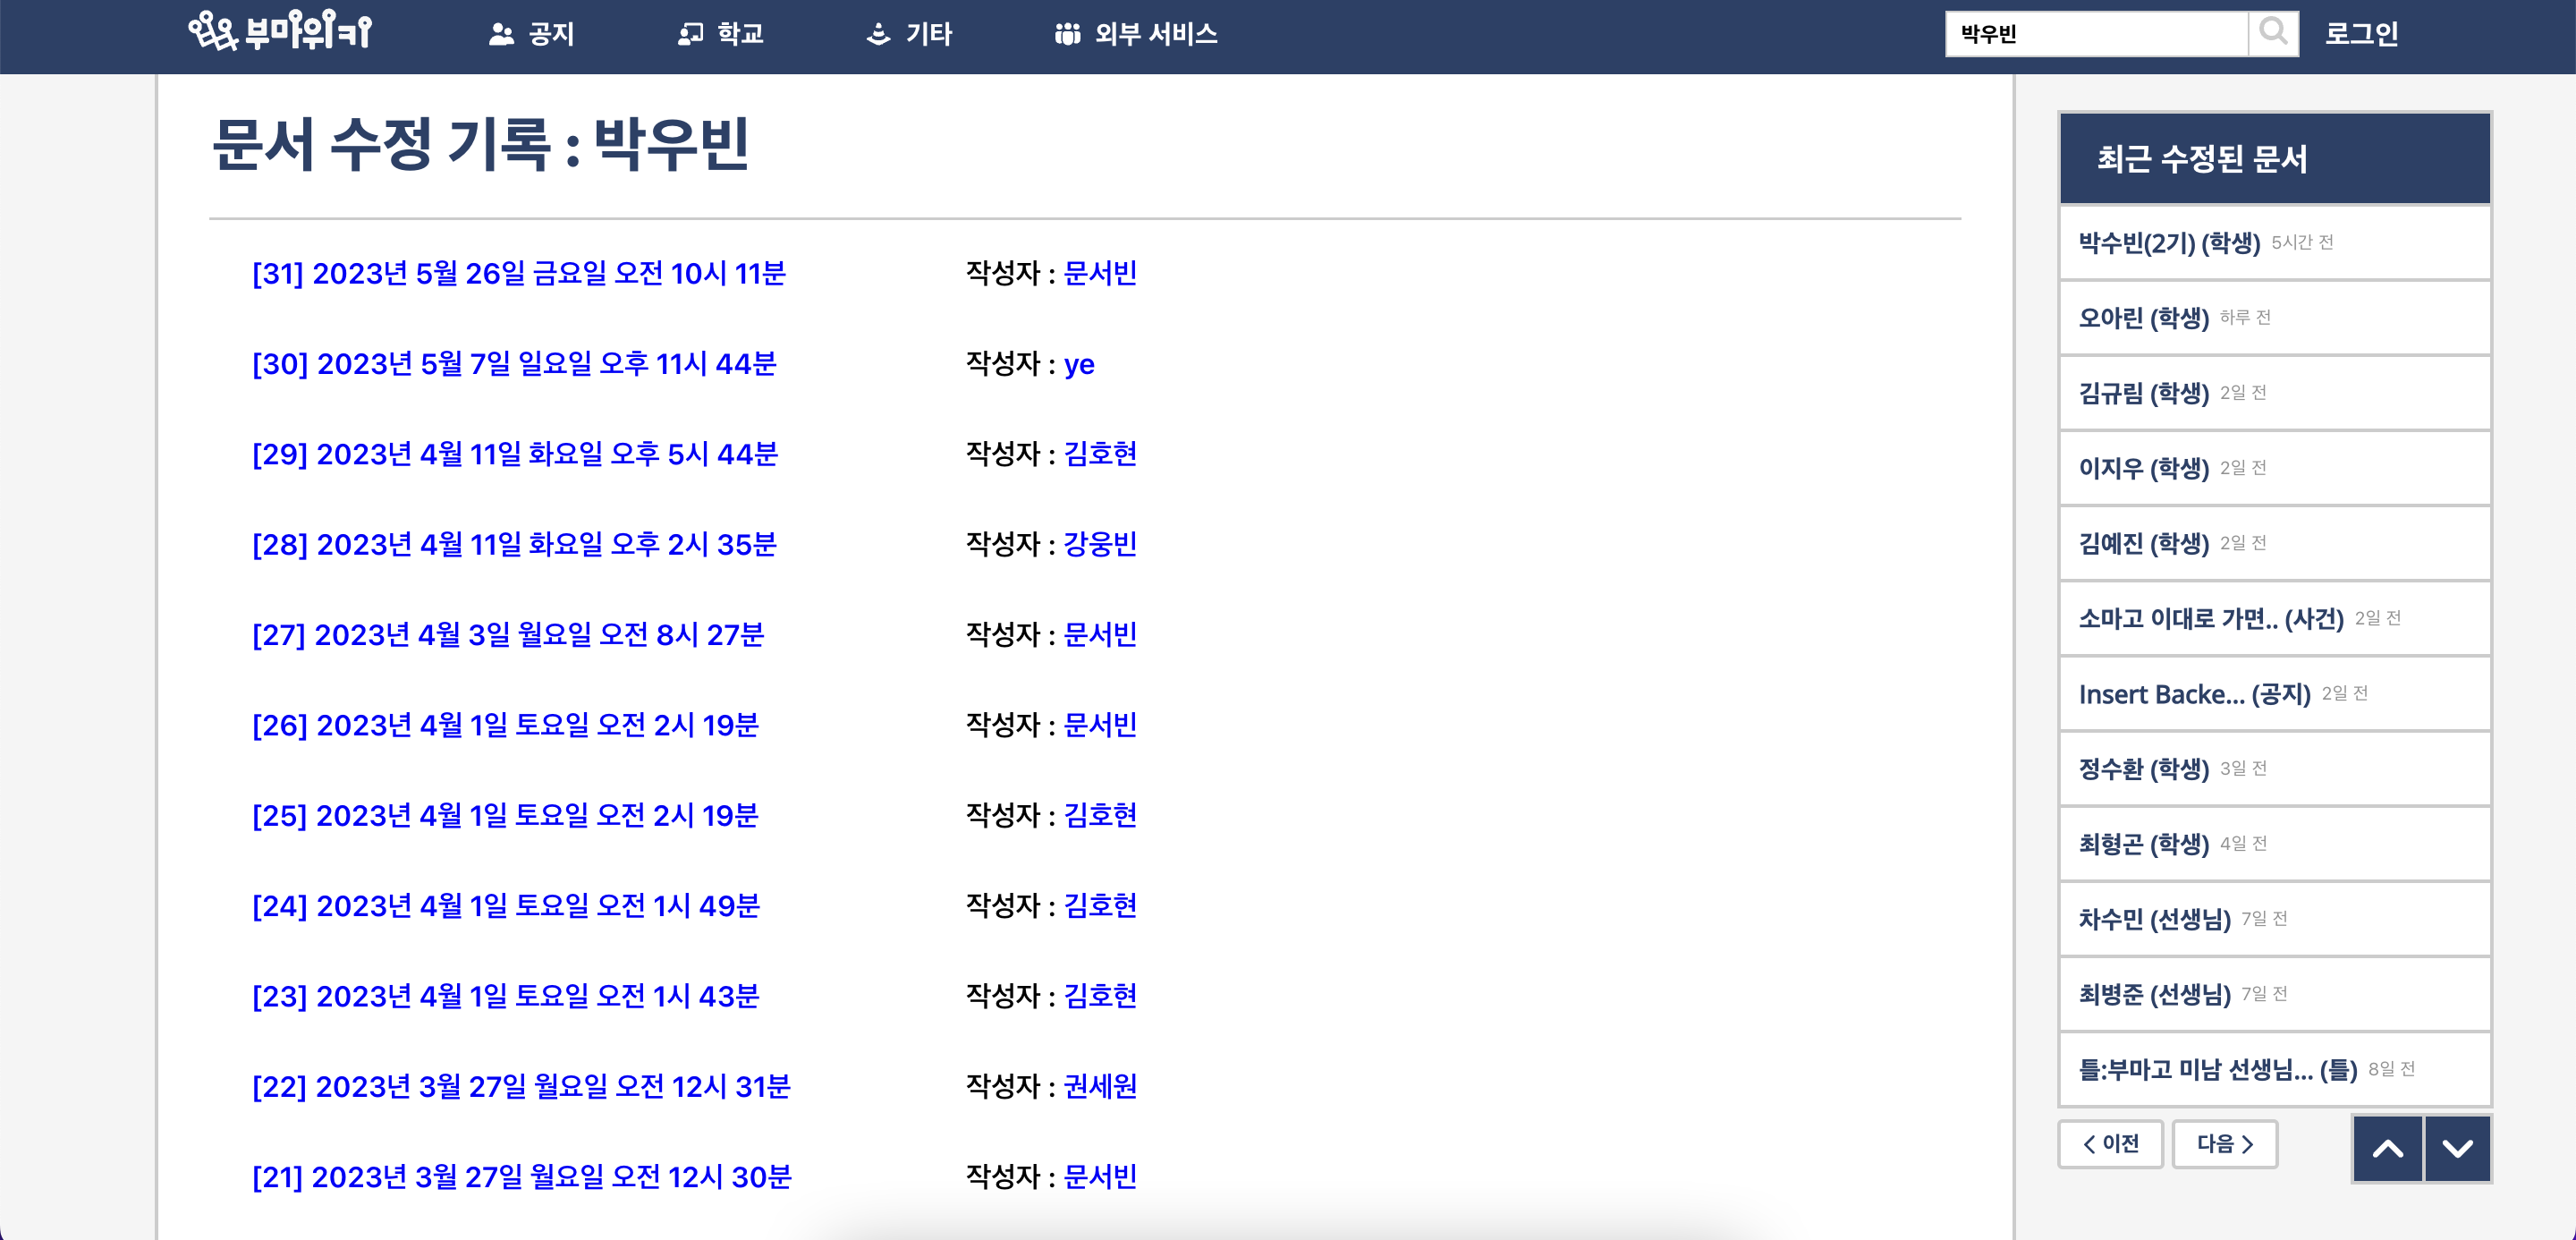 부마위키
공지
학교
기타
외부 서비스
박우빈
로그인
문서 수정 기록 : 박우빈
[31] 2023년 5월 26일 금요일 오전 10시 11분 작성자 : 문서빈
[30] 2023년 5월 7일 일요일 오후 11시 44분 작성자 : ye
[29] 2023년 4월 11일 화요일 오후 5시 44분 작성자 : 김호현
[28] 2023년 4월 11일 화요일 오후 2시 35분 작성자 : 강웅빈
[27] 2023년 4월 3일 월요일 오전 8시 27분 작성자 : 문서빈
[26] 2023년 4월 1일 토요일 오전 2시 19분 작성자 : 문서빈
[25] 2023년 4월 1일 토요일 오전 2시 19분 작성자 : 김호현
[24] 2023년 4월 1일 토요일 오전 1시 49분 작성자 : 김호현
[23] 2023년 4월 1일 토요일 오전 1시 43분 작성자 : 김호현
[22] 2023년 3월 27일 월요일 오전 12시 31분 작성자 : 권세원
[21] 2023년 3월 27일 월요일 오전 12시 30분 작성자 : 문서빈
최근 수정된 문서
박수빈(2기) (학생) 5시간 전
오아린 (학생) 하루 전
김규림 (학생) 2일 전
이지우 (학생) 2일 전
김예진 (학생) 2일 전
소마고 이대로 가면.. (사건) 2일 전
Insert Backe... (공지) 2일 전
정수환 (학생) 3일 전
최형곤 (학생) 4일 전
차수민 (선생님) 7일 전
최병준 (선생님) 7일 전
틀:부마고 미남 선생님... (틀) 8일 전
이전
다음